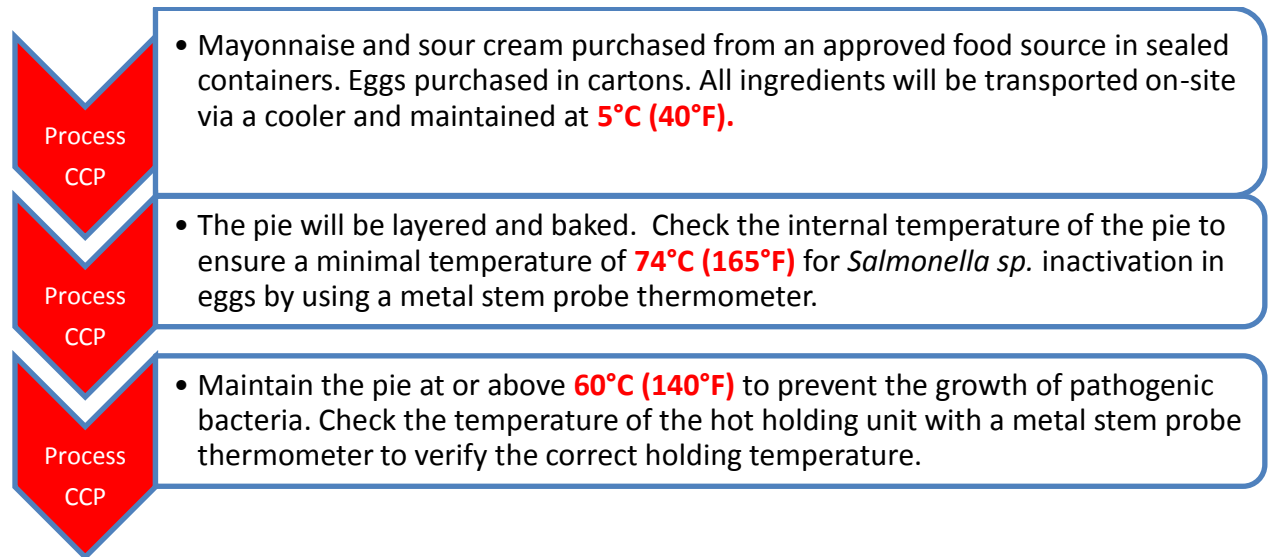 Process
CCP
• Mayonnaise and sour cream purchased from an approved food source in sealed
containers. Eggs purchased in cartons. All ingredients will be transported on-site
via a cooler and maintained at 5°C (40°F).
Process
CCP
• The pie will be layered and baked.  Check the internal temperature of the pie to
ensure a minimal temperature of 74°C (165°F) for Salmonella sp. inactivation in
eggs by using a metal stem probe thermometer.
Process
CCP
• Maintain the pie at or above 60°C (140°F) to prevent the growth of pathogenic
bacteria. Check the temperature of the hot holding unit with a metal stem probe
thermometer to verify the correct holding temperature.